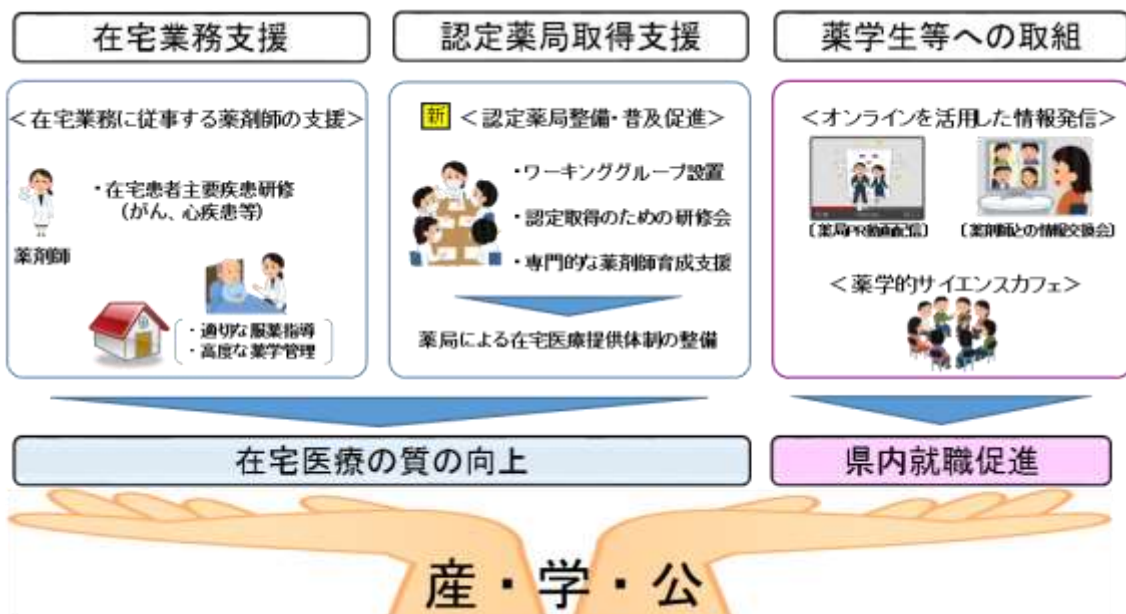 在宅業務支援
＜在宅業務に従事する薬剤師の支援＞
・在宅患者主要疾患研修
（がん、心疾患等）
薬剤師
・適切な服薬指導
・高度な薬学管理
認定薬局取得支援
新 ＜認定薬局整備・普及促進＞
・ワーキンググループ設置
・認定取得のための研修会
・専門的な薬剤師育成支援
薬局による在宅医療提供体制の整備
薬学生等への取組
＜オンラインを活用した情報発信＞
〔薬局PR動画配信〕 〔薬剤師との情報交換会〕
＜薬学的サイエンスカフェ＞
在宅医療の質の向上
県内就職促進
産・学・公